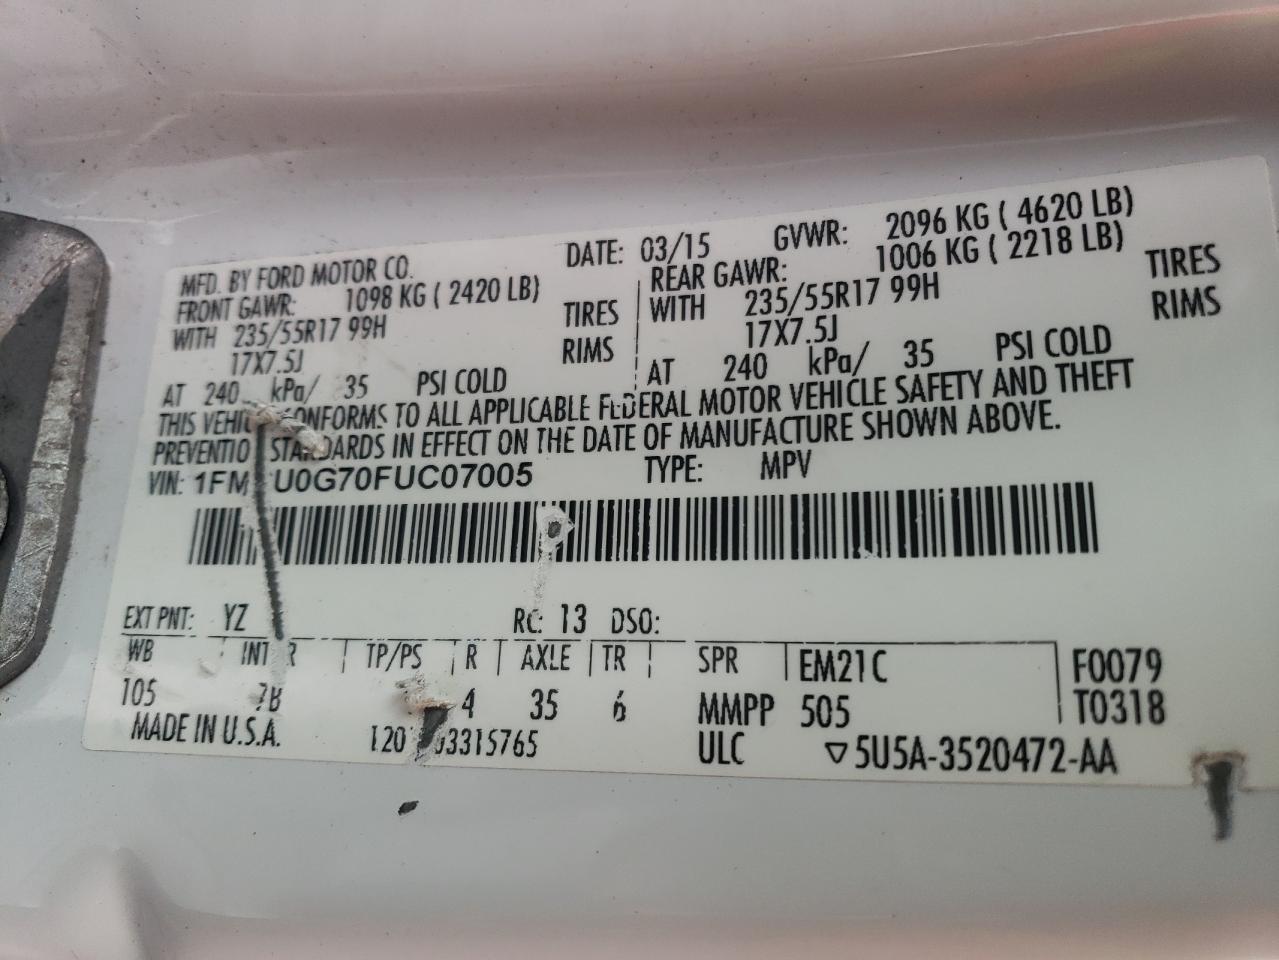 MFD. BY FORD MOTOR CO. DATE: 03/15 GVWR: 2096 KG ( 4620 LB)
FRONT GAWR: 1098 KG ( 2420 LB) REAR GAWR: 1006 KG ( 2218 LB)
WITH 235/55R17 99H TIRES WITH 235/55R17 99H TIRES
17X7.5J RIMS 17X7.5J RIMS
AT 240 kPa/ 35 PSI COLD AT 240 kPa/ 35 PSI COLD
THIS CONFORMS TO ALL APPLICABLE FEDERAL MOTOR VEHICLE SAFETY AND THEFT
STANDARDS IN EFFECT ON THE DATE OF MANUFACTURE SHOWN ABOVE.
VIN: 1FM U0G70FUC07005 TYPE: MPV
EXT PNT: YZ RC: 13 DSO:
WB TP/PS R AXLE TR SPR EM21C F0079
105 4 35 6 MMPP 505 T0318
MADE IN U.S.A. ULC ▽5U5A-3520472-AA